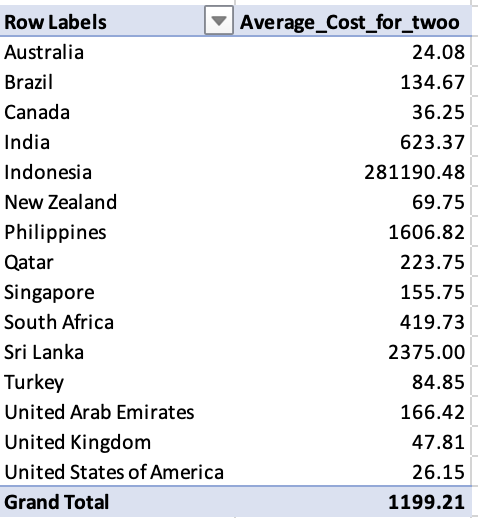 Row Labels Average_Cost_for_twoo
Australia 24.08
Brazil 134.67
Canada 36.25
India 623.37
Indonesia 281190.48
New Zealand 69.75
Philippines 1606.82
Qatar 223.75
Singapore 155.75
South Africa 419.73
Sri Lanka 2375.00
Turkey 84.85
United Arab Emirates 166.42
United Kingdom 47.81
United States of America 26.15
Grand Total 1199.21